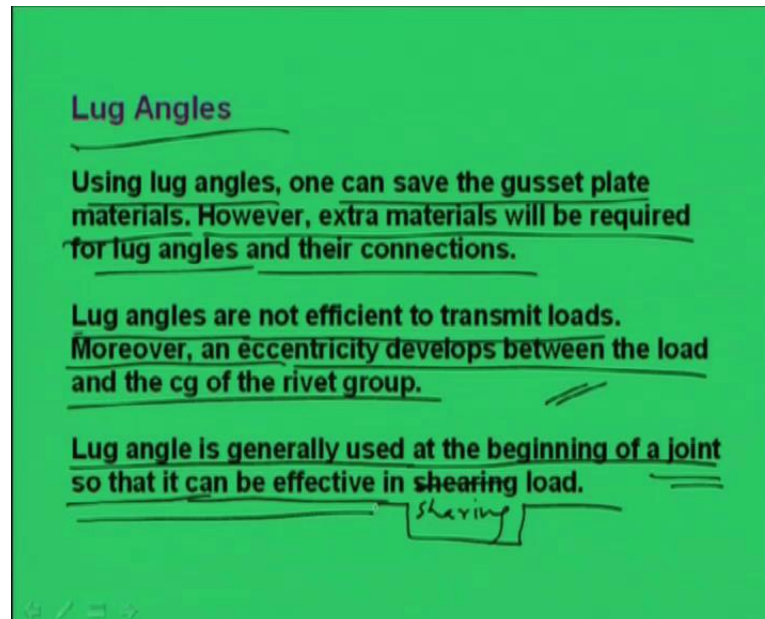 Lug Angles
Using lug angles, one can save the gusset plate
materials. However, extra materials will be required
for lug angles and their connections.
Lug angles are not efficient to transmit loads.
Moreover, an eccentricity develops between the load
and the cg of the rivet group.
Lug angle is generally used at the beginning of a joint
so that it can be effective in shearing load.
sharing